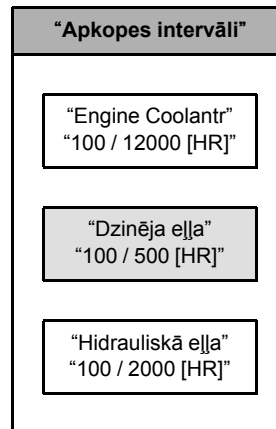 “Apkopes intervāli”
“Engine Coolantr”
“100 / 12000 [HR]”
“Dzinēja eļļa”
“100 / 500 [HR]”
“Hidrauliskā eļļa”
“100 / 2000 [HR]”